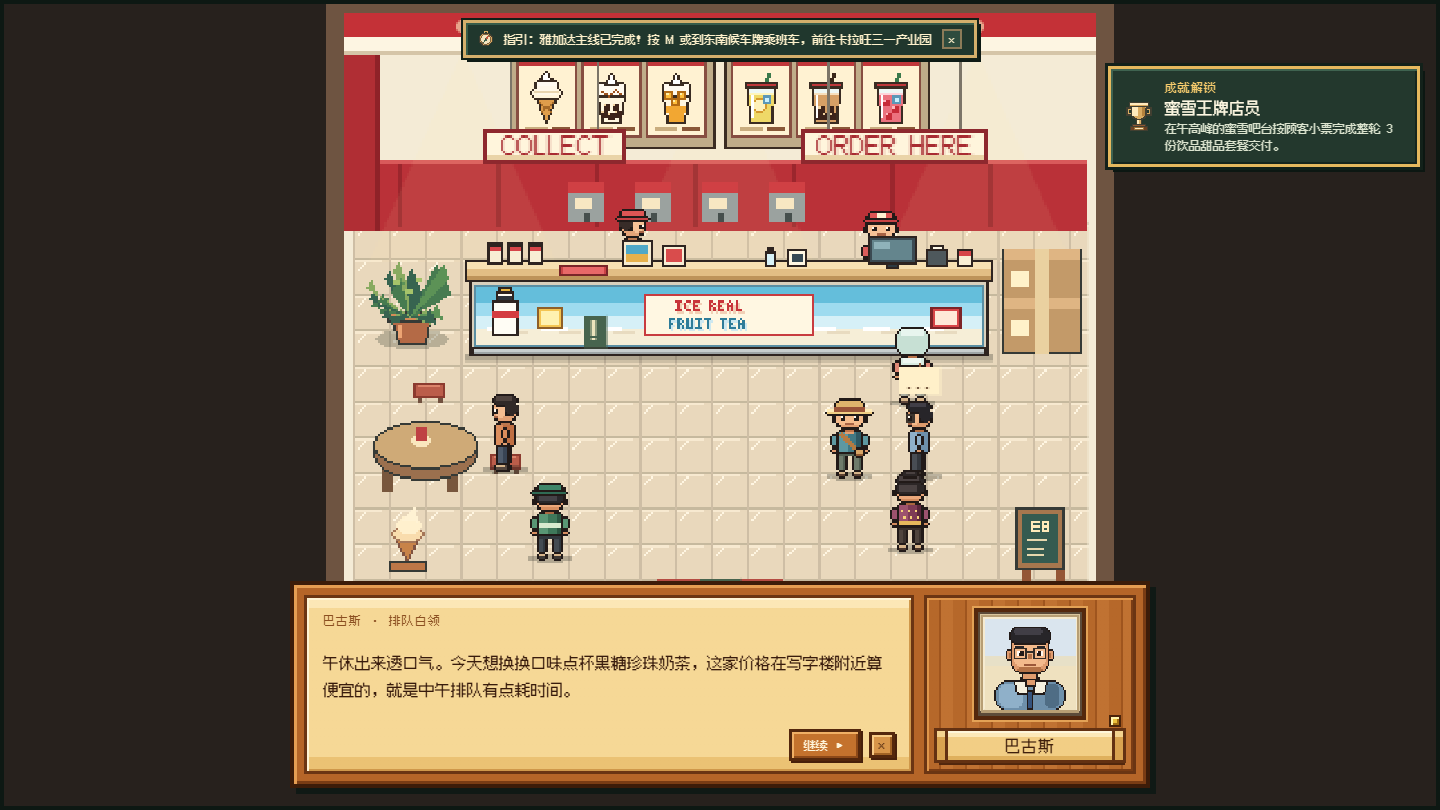 指引: 雅加达主线已完成! 按 M 或到东南候车牌乘班车, 前往卡拉旺三一产业园
成就解锁
蜜雪王牌店员
在午高峰的蜜雪吧台按顾客小票完成整轮 3
份饮品甜品套餐交付。
COLLECT
ORDER HERE
ICE REAL
FRUIT TEA
...
巴古斯 · 排队白领
午休出来透口气。今天想换换口味点杯黑糖珍珠奶茶, 这家价格在写字楼附近算
便宜的, 就是中午排队有点耗时间。
继续 ▶
巴古斯